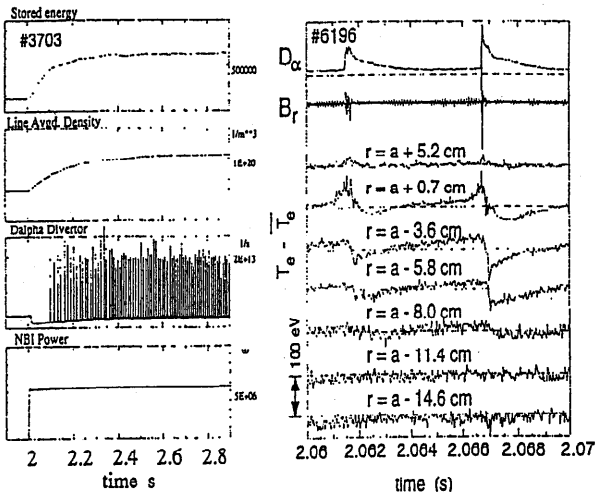 Stored energy
#3703
500000
Line Avgd. Density
1/m**3
1E+20
Dalpha Divertor
1/s
2E+13
NBI Power
w
5E+06
2 2.2 2.4 2.6 2.8
time s
#6196
Dα
Br
r = a + 5.2 cm
r = a + 0.7 cm
r = a - 3.6 cm
r = a - 5.8 cm
r = a - 8.0 cm
r = a - 11.4 cm
r = a - 14.6 cm
Te - Te
100 eV
2.06 2.062 2.064 2.066 2.068 2.07
time (s)